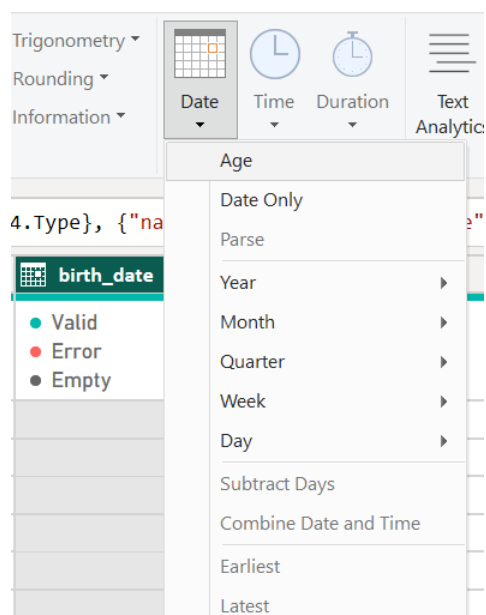 Trigonometry
Rounding
Information
Date
Time
Duration
Text
Analytics
Age
Date Only
Parse
Year
Month
Quarter
Week
Day
Subtract Days
Combine Date and Time
Earliest
Latest
4.Type}, {"na
e"
birth_date
Valid
Error
Empty